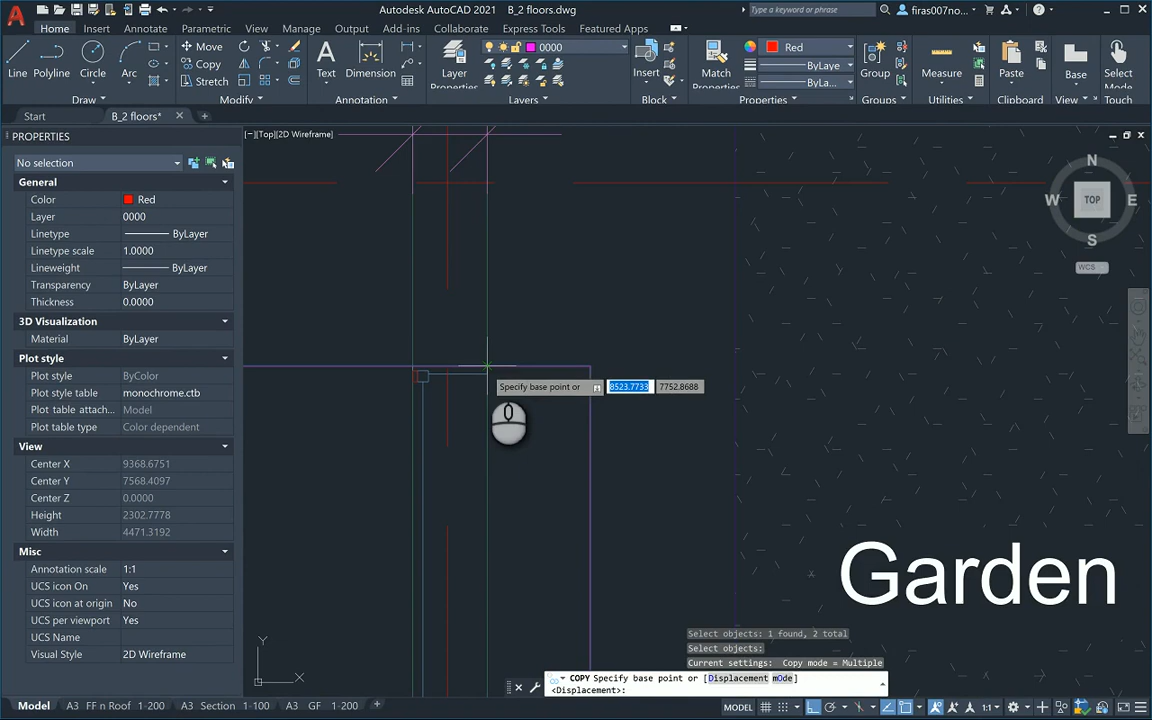 Autodesk AutoCAD 2021 B_2 floors.dwg
Type a keyword or phrase
firas007no...
Home Insert Annotate Parametric View Manage Output Add-ins Collaborate Express Tools Featured Apps
Line Polyline Circle Arc
Move
Copy
Stretch
Text Dimension
Layer Properties
0000
Insert
Match Properties
Red
ByLaye
ByLa...
Group Measure Paste Base
Select Mode
Draw Modify Annotation Layers Block Properties Groups Utilities Clipboard View Touch
Start B_2 floors*
PROPERTIES
No selection
General
Color Red
Layer 0000
Linetype ByLayer
Linetype scale 1.0000
Lineweight ByLayer
Transparency ByLayer
Thickness 0.0000
3D Visualization
Material ByLayer
Plot style
Plot style ByColor
Plot style table monochrome.ctb
Plot table attach... Model
Plot table type Color dependent
View
Center X 9368.6751
Center Y 7568.4097
Center Z 0.0000
Height 2302.7778
Width 4471.3192
Misc
Annotation scale 1:1
UCS icon On Yes
UCS icon at origin No
UCS per viewport Yes
UCS Name
Visual Style 2D Wireframe
[−][Top][2D Wireframe]
N
W TOP E
S
WCS
Specify base point or 8523.7733 7752.8688
Garden
Y
X
Select objects: 1 found, 2 total
Select objects:
Current settings: Copy mode = Multiple
COPY Specify base point or [Displacement mOde]
<Displacement>:
Model A3 FF n Roof 1-200 A3 Section 1-100 A3 GF 1-200
MODEL 1:1